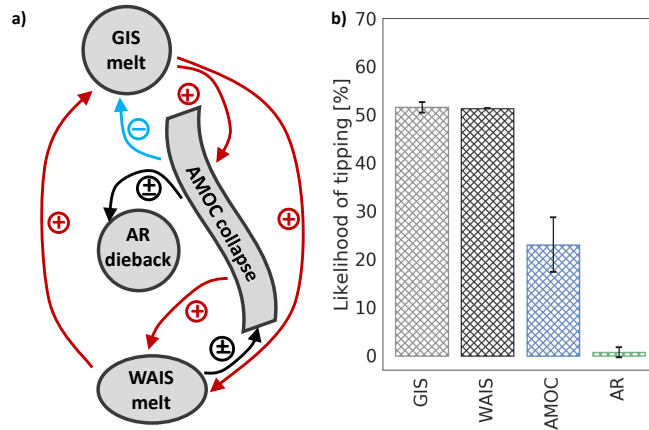 a)
GIS
melt
⊕
⊖
⊕
AMOC collapse
±
AR
dieback
⊕
⊕
±
WAIS
melt
b)
Likelihood of tipping [%]
70
60
50
40
30
20
10
0
GIS
WAIS
AMOC
AR